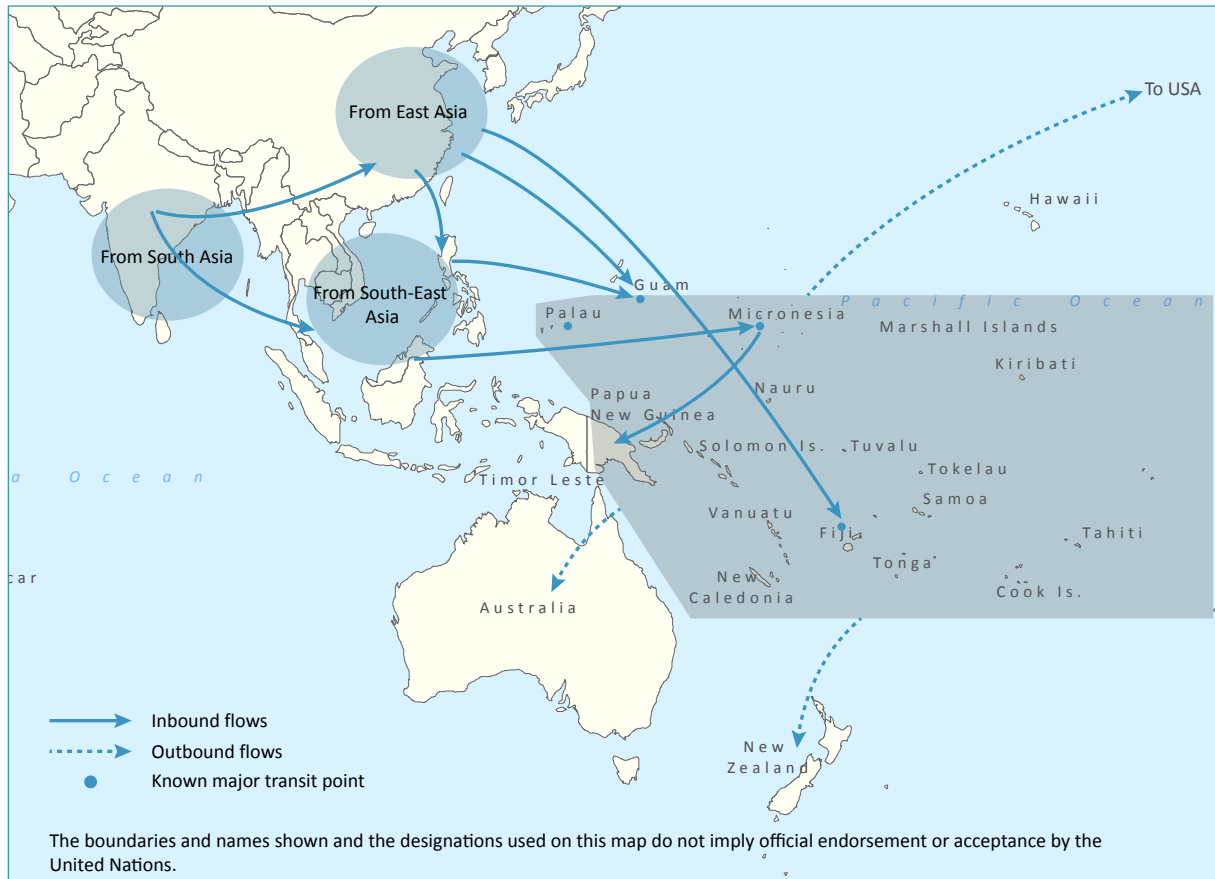 To USA
From East Asia
Hawaii
From South Asia
From South-East
Asia
Guam
Pacific Ocean
Palau
Micronesia
Marshall Islands
Kiribati
Nauru
Papua
New Guinea
Solomon Is.
Tuvalu
Tokelau
a Ocean
Timor Leste
Samoa
Vanuatu
Fiji
Tahiti
Tonga
car
New
Caledonia
Cook Is.
Australia
Inbound flows
Outbound flows
Known major transit point
New
Zealand
The boundaries and names shown and the designations used on this map do not imply official endorsement or acceptance by the
United Nations.